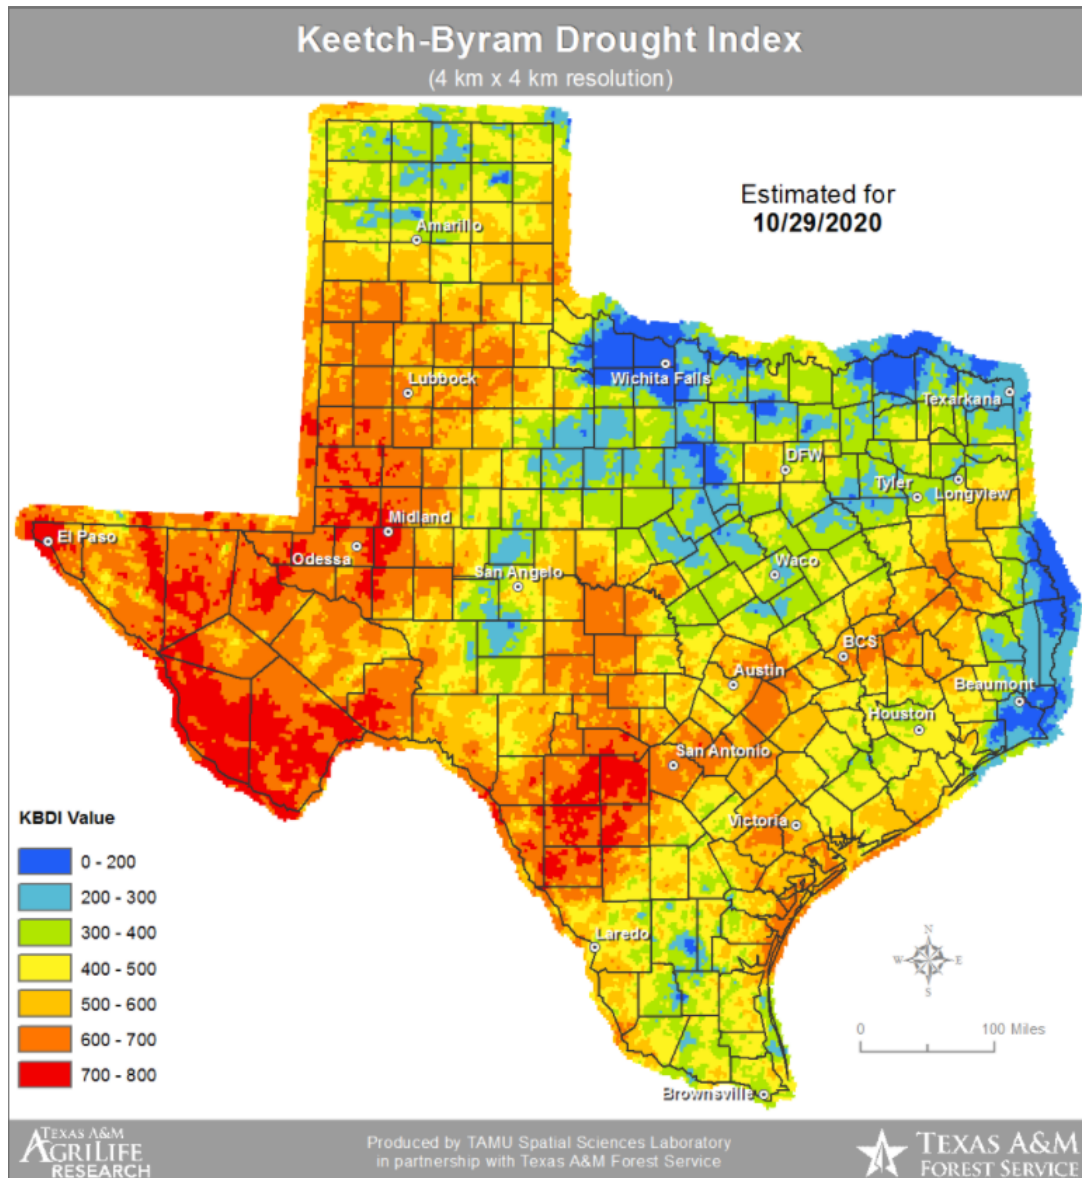 Keetch-Byram Drought Index
(4 km x 4 km resolution)
Estimated for
10/29/2020
Amarillo
Wichita Falls
Lubbock
Texarkana
DFW
Tyler
Longview
Midland
El Paso
Odessa
San Angelo
Waco
BCS
Austin
Beaumont
Houston
San Antonio
Victoria
Laredo
Brownsville
KBDI Value
0 - 200
200 - 300
300 - 400
400 - 500
500 - 600
600 - 700
700 - 800
N
W E
S
0 100 Miles
TEXAS A&M
AGRILIFE
RESEARCH
Produced by TAMU Spatial Sciences Laboratory
in partnership with Texas A&M Forest Service
TEXAS A&M
FOREST SERVICE